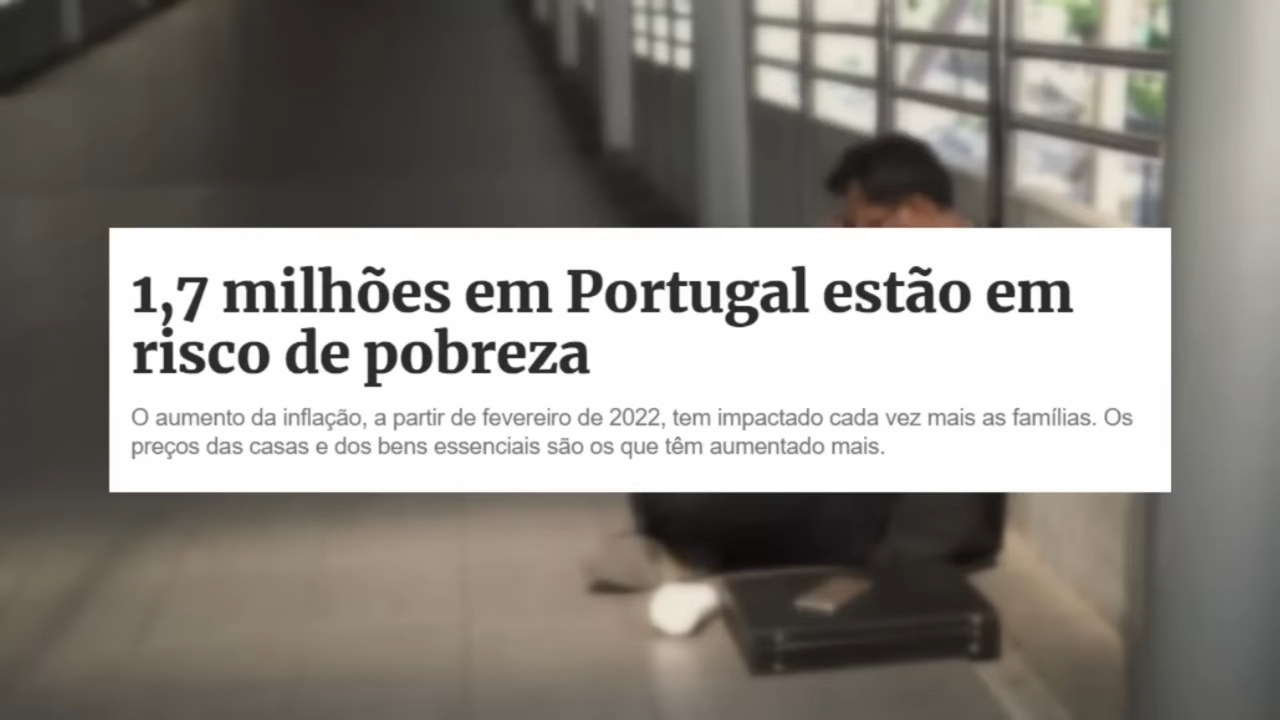 1,7 milhões em Portugal estão em
risco de pobreza
O aumento da inflação, a partir de fevereiro de 2022, tem impactado cada vez mais as famílias. Os
preços das casas e dos bens essenciais são os que têm aumentado mais.